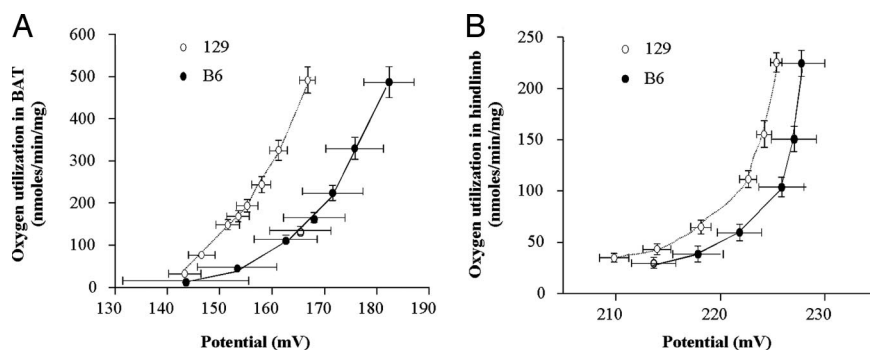 A
Oxygen utilization in BAT
(nmoles/min/mg)
600
500
400
300
200
100
0
129
B6
130 140 150 160 170 180 190
Potential (mV)
B
Oxygen utilization in hindlimb
(nmoles/min/mg)
250
200
150
100
50
0
129
B6
210 220 230
Potential (mV)